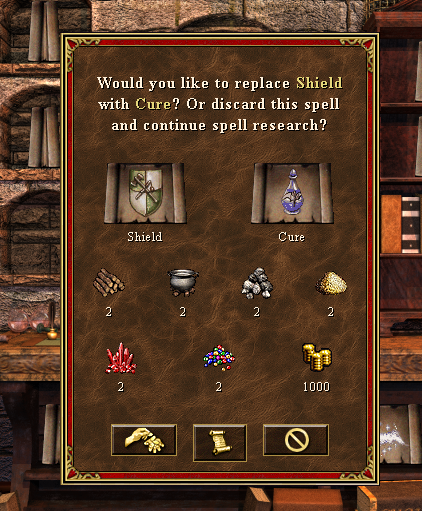 Would you like to replace Shield
with Cure? Or discard this spell
and continue spell research?
Shield
Cure
2
2
2
2
2
2
1000